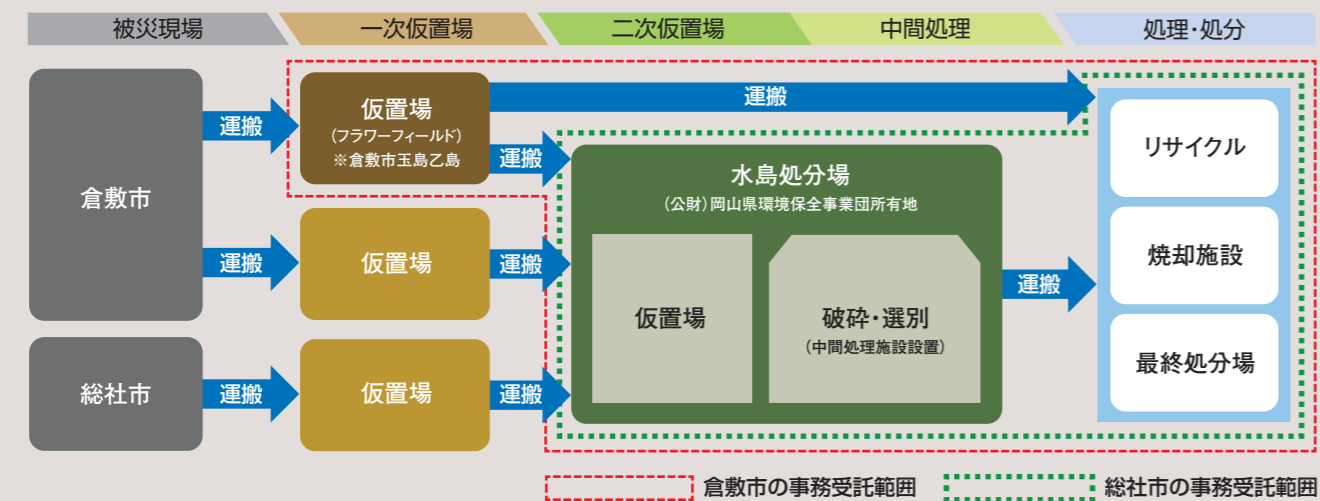 被災現場
一次仮置場
二次仮置場
中間処理
処理・処分
倉敷市
運搬
仮置場
(フラワーフィールド)
※倉敷市玉島乙島
運搬
運搬
運搬
仮置場
運搬
総社市
運搬
仮置場
運搬
水島処分場
(公財)岡山県環境保全事業団所有地
仮置場
破砕・選別
(中間処理施設設置)
運搬
リサイクル
焼却施設
最終処分場
倉敷市の事務受託範囲
総社市の事務受託範囲